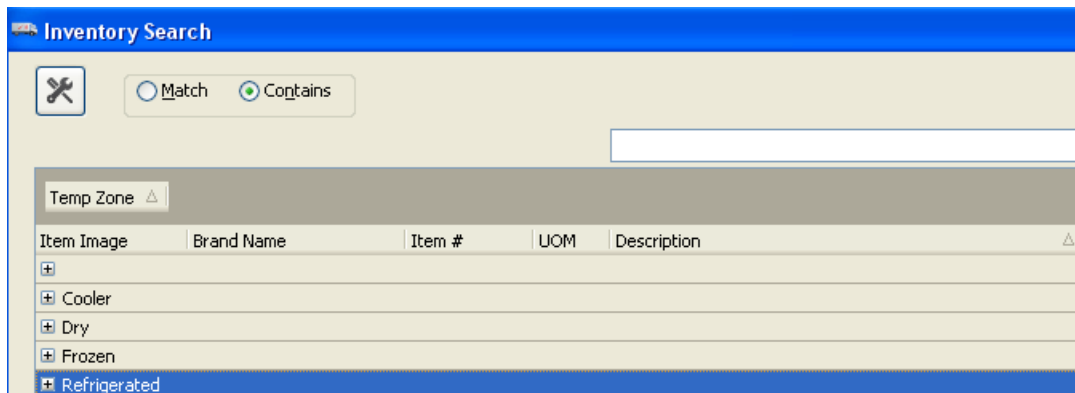 Inventory Search
Match Contains
Temp Zone
Item Image Brand Name Item # UOM Description
Cooler
Dry
Frozen
Refrigerated